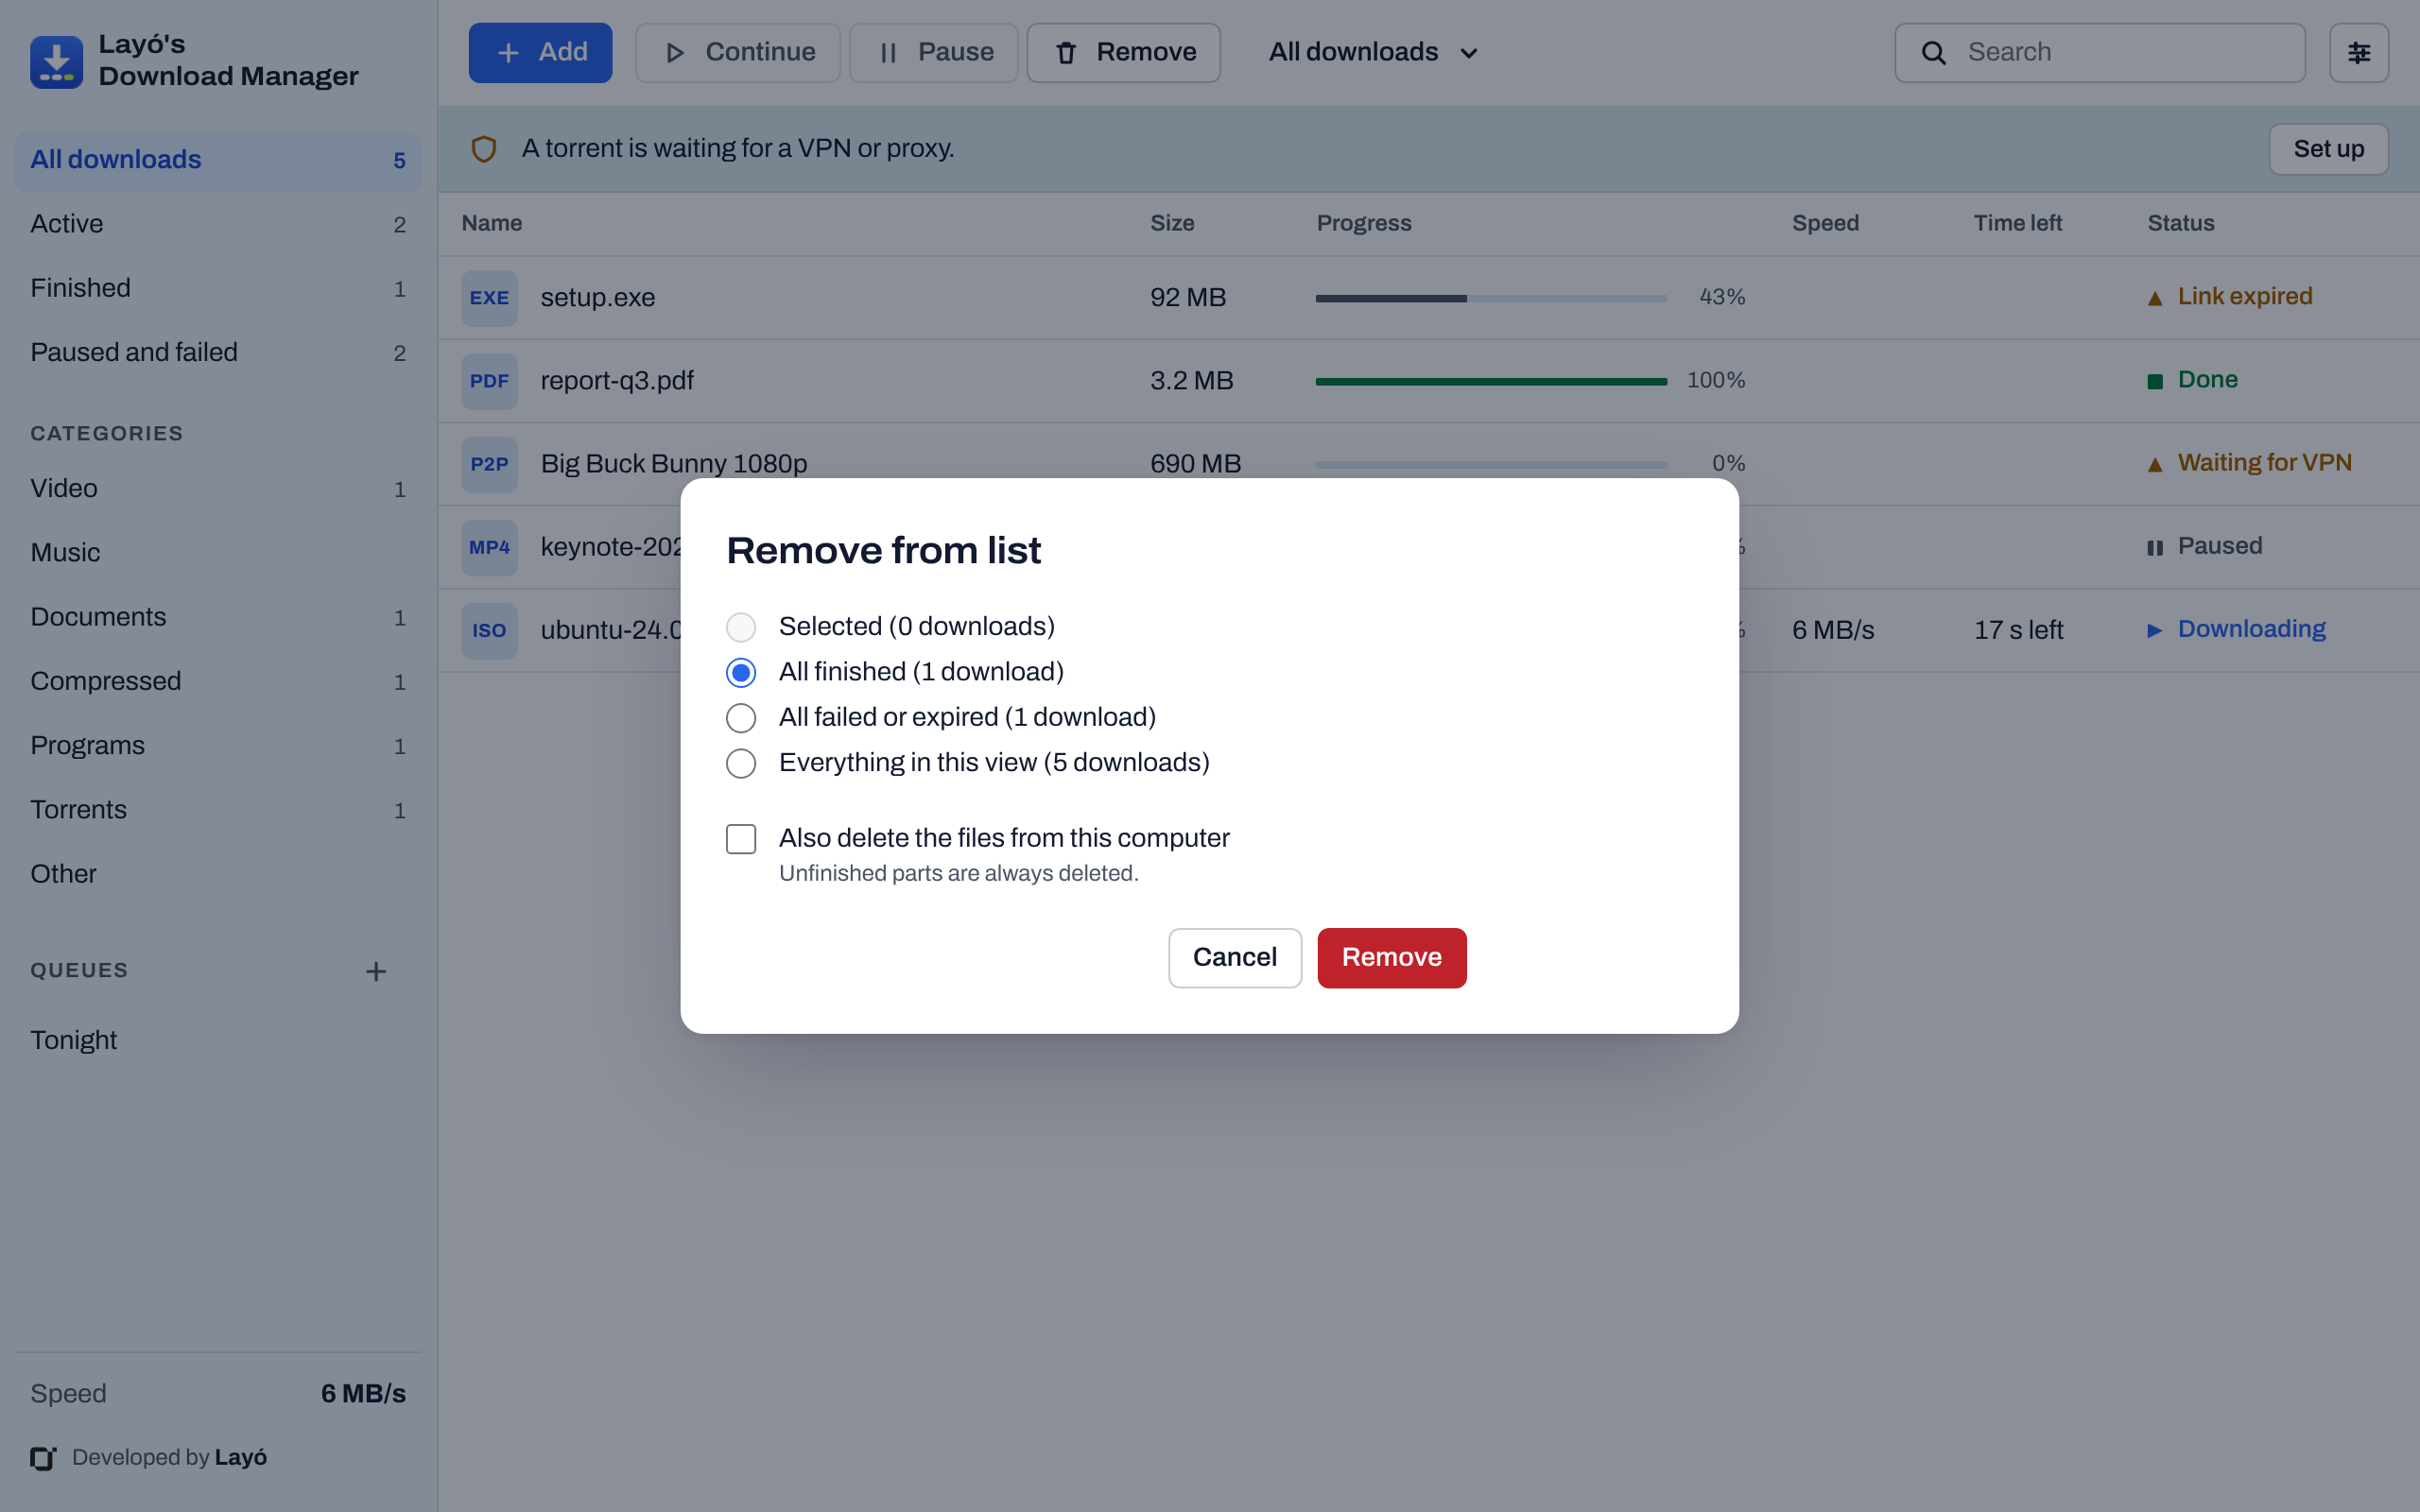 Layó's
Download Manager
Add
Continue
Pause
Remove
All downloads
Search
All downloads 5
Active 2
Finished 1
Paused and failed 2
CATEGORIES
Video 1
Music
Documents 1
Compressed 1
Programs 1
Torrents 1
Other
QUEUES
Tonight
Speed 6 MB/s
Developed by Layó
A torrent is waiting for a VPN or proxy.
Set up
Name Size Progress Speed Time left Status
EXE setup.exe 92 MB 43% Link expired
PDF report-q3.pdf 3.2 MB 100% Done
P2P Big Buck Bunny 1080p 690 MB 0% Waiting for VPN
MP4 keynote-202 % Paused
ISO ubuntu-24.0 % 6 MB/s 17 s left Downloading
Remove from list
Selected (0 downloads)
All finished (1 download)
All failed or expired (1 download)
Everything in this view (5 downloads)
Also delete the files from this computer
Unfinished parts are always deleted.
Cancel
Remove